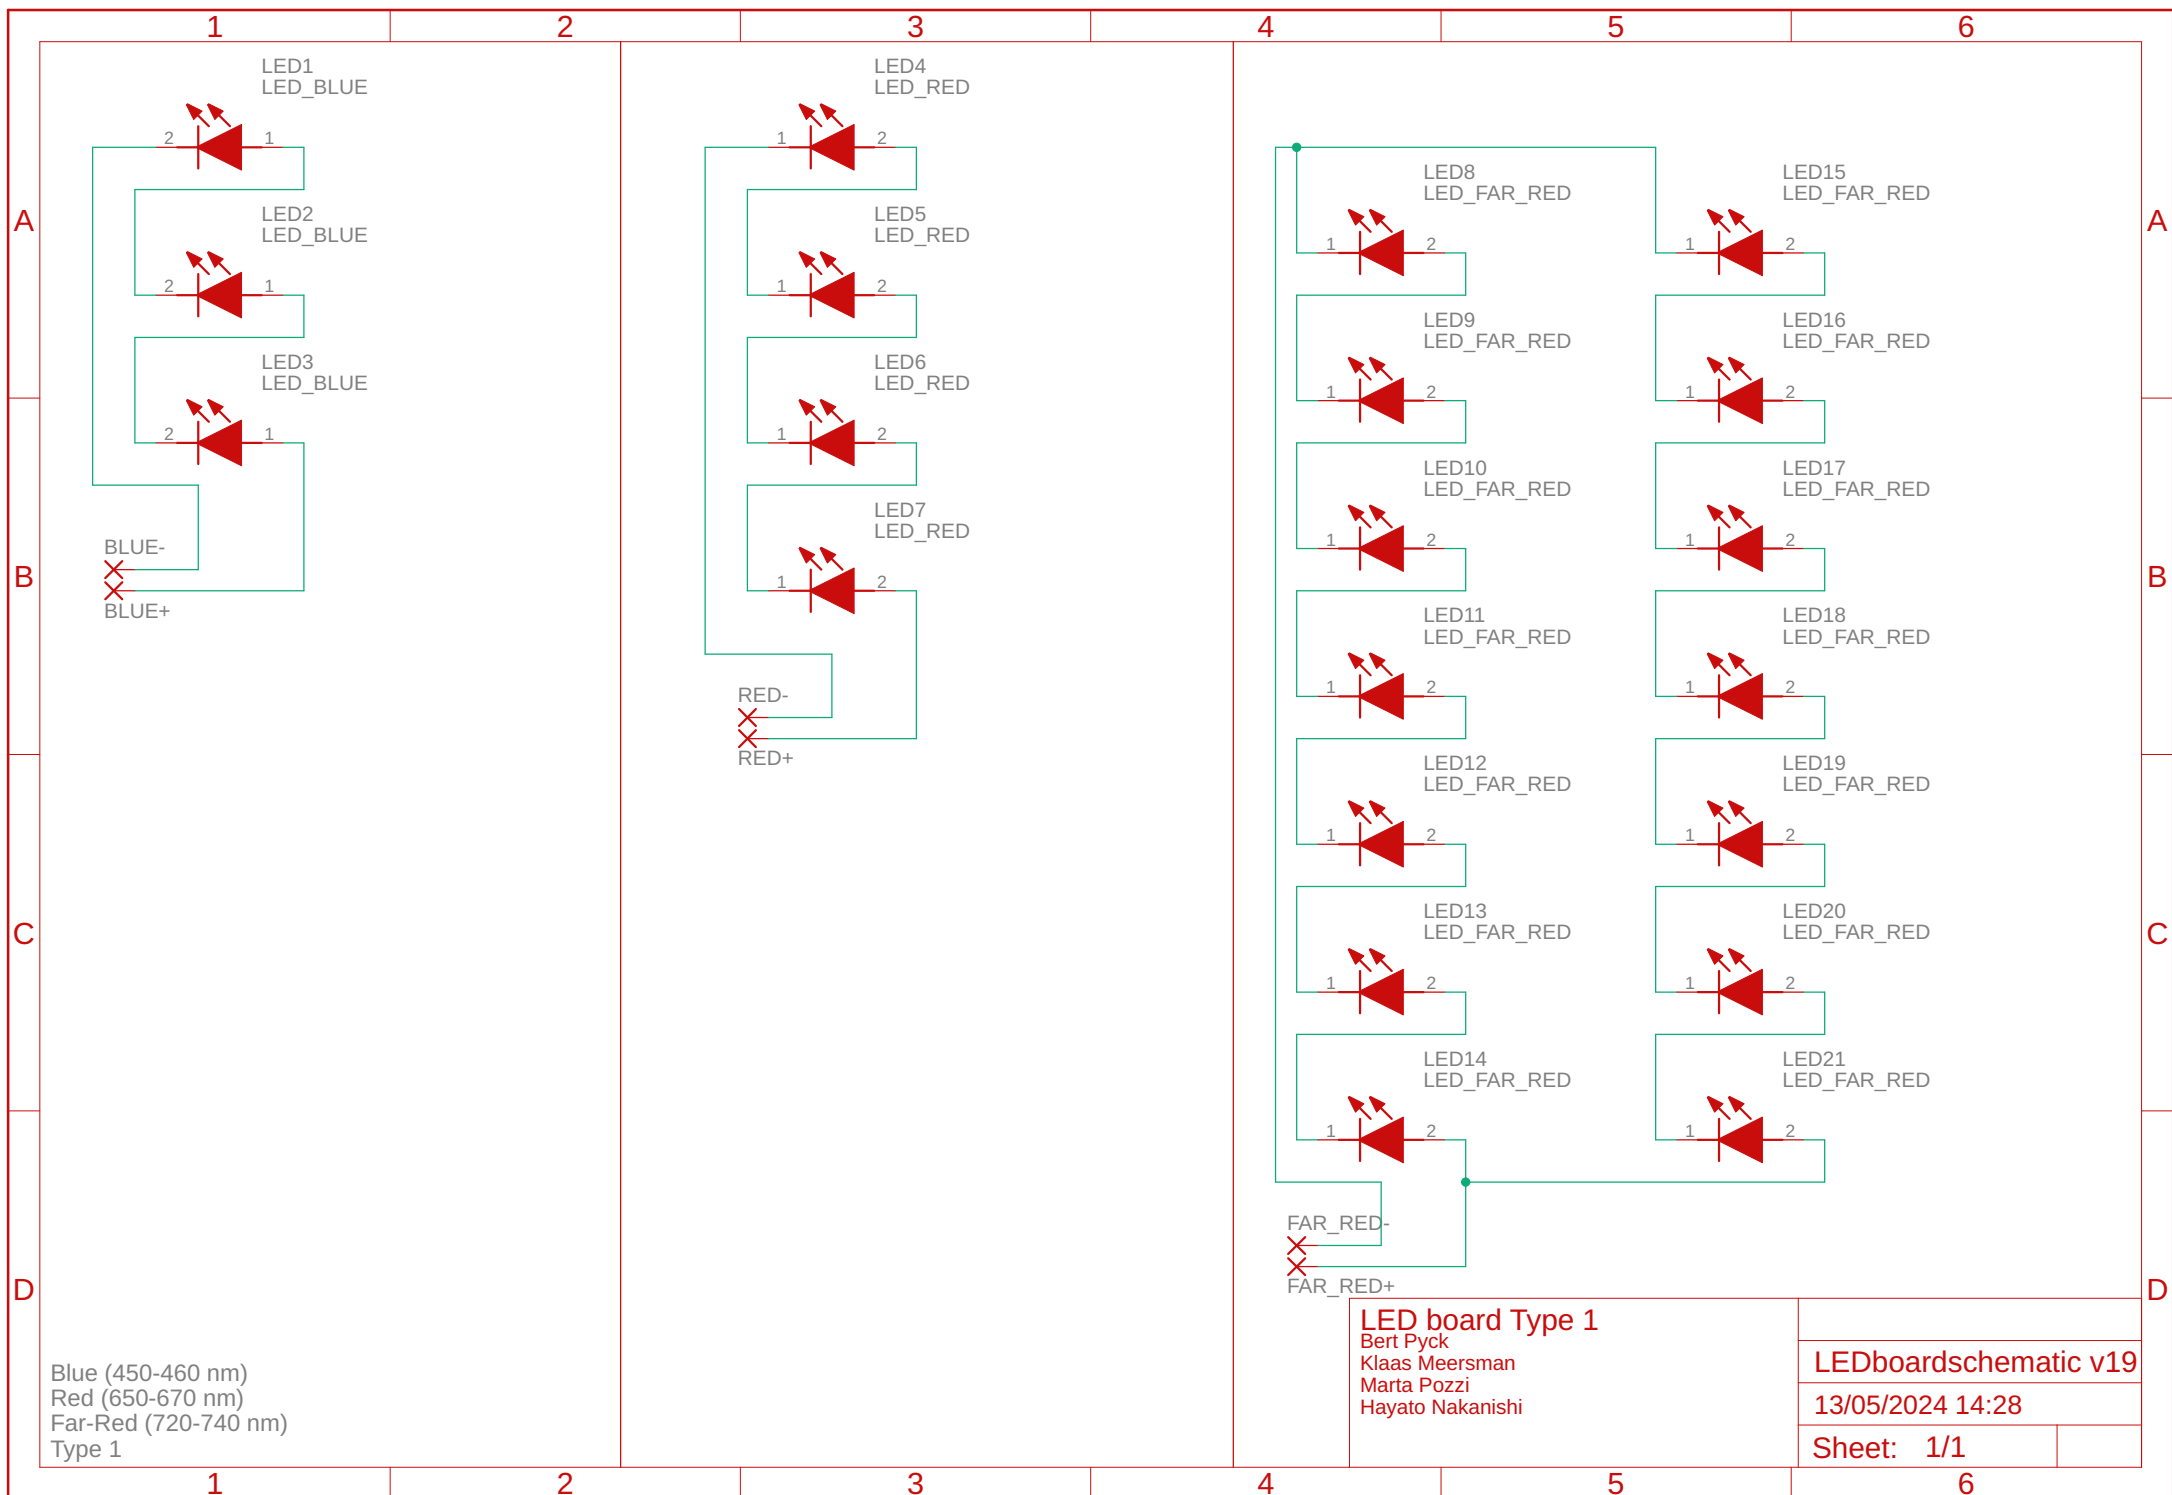 1 2 3 4 5 6
A
B
C
D
LED1
LED_BLUE
2 1
LED2
LED_BLUE
2 1
LED3
LED_BLUE
2 1
BLUE-
BLUE+
LED4
LED_RED
1 2
LED5
LED_RED
1 2
LED6
LED_RED
1 2
LED7
LED_RED
1 2
RED-
RED+
LED8
LED_FAR_RED
1 2
LED9
LED_FAR_RED
1 2
LED10
LED_FAR_RED
1 2
LED11
LED_FAR_RED
1 2
LED12
LED_FAR_RED
1 2
LED13
LED_FAR_RED
1 2
LED14
LED_FAR_RED
1 2
FAR_RED-
FAR_RED+
LED15
LED_FAR_RED
1 2
LED16
LED_FAR_RED
1 2
LED17
LED_FAR_RED
1 2
LED18
LED_FAR_RED
1 2
LED19
LED_FAR_RED
1 2
LED20
LED_FAR_RED
1 2
LED21
LED_FAR_RED
1 2
A
B
C
D
Blue (450-460 nm)
Red (650-670 nm)
Far-Red (720-740 nm)
Type 1
LED board Type 1
Bert Pyck
Klaas Meersman
Marta Pozzi
Hayato Nakanishi
LEDboardschematic v19
13/05/2024 14:28
Sheet: 1/1
1 2 3 4 5 6